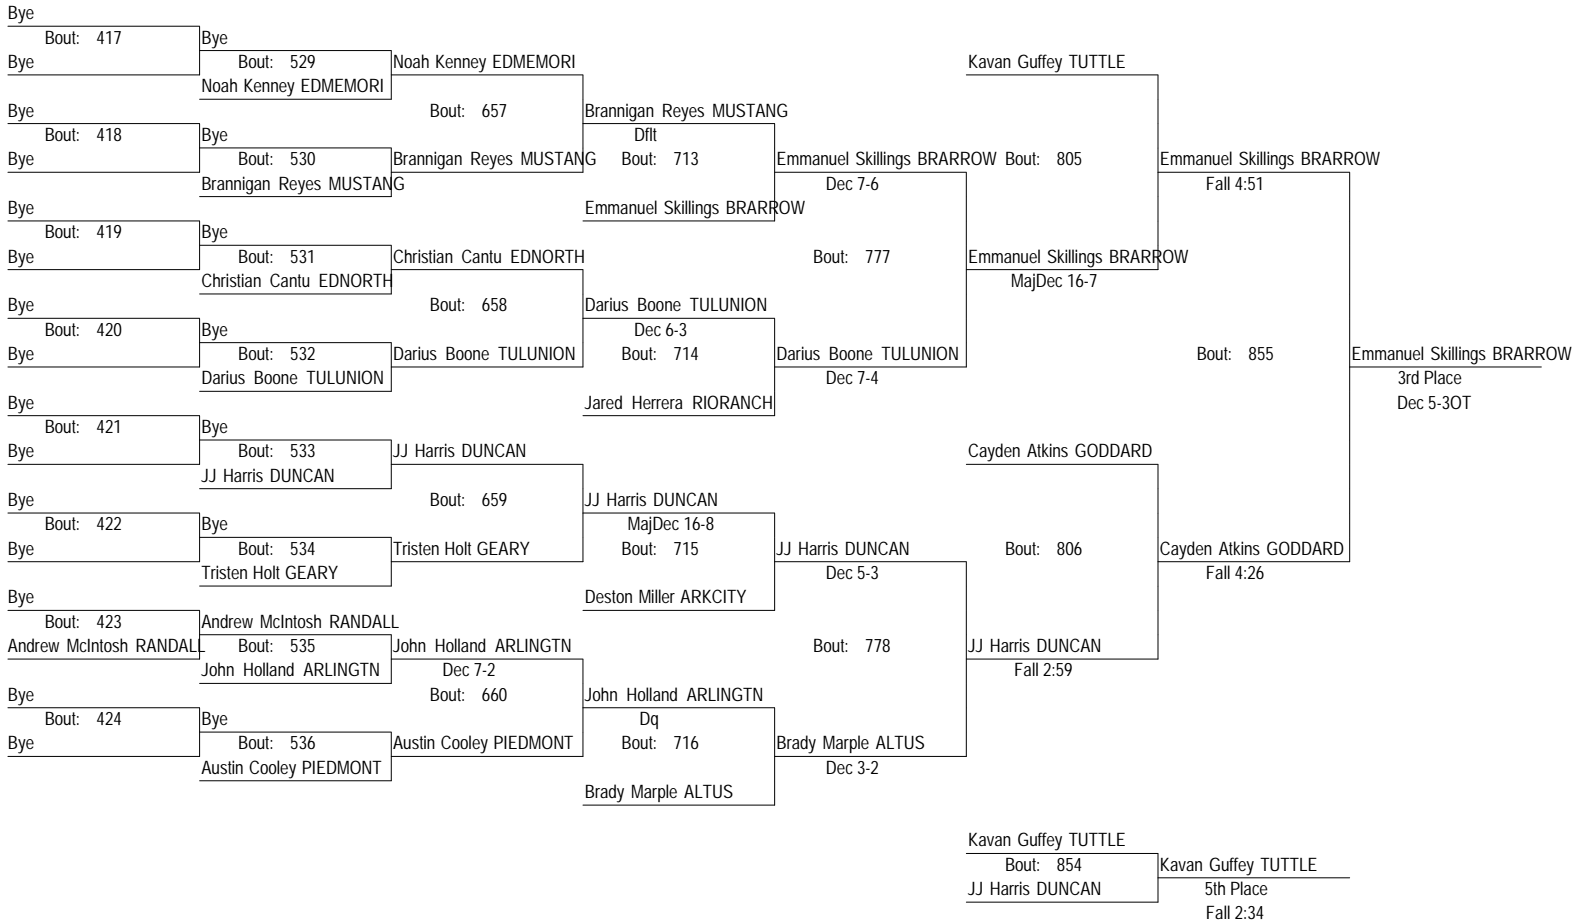 Bye
Bout: 417
Bye
Bye
Bout: 529
Noah Kenney EDMEMORI
Noah Kenney EDMEMORI
Kavan Guffey TUTTLE
Bye
Bout: 418
Bye
Bye
Bout: 530
Brannigan Reyes MUSTANG
Bout: 657
Brannigan Reyes MUSTANG
Brannigan Reyes MUSTANG
Dflt
Bout: 713
Emmanuel Skillings BRARROW
Emmanuel Skillings BRARROW
Dec 7-6
Bout: 805
Emmanuel Skillings BRARROW
Fall 4:51
Bye
Bout: 419
Bye
Bye
Bout: 531
Christian Cantu EDNORTH
Christian Cantu EDNORTH
Bout: 777
Emmanuel Skillings BRARROW
MajDec 16-7
Bye
Bout: 420
Bye
Bye
Bout: 532
Darius Boone TULUNION
Bout: 658
Darius Boone TULUNION
Darius Boone TULUNION
Dec 6-3
Bout: 714
Jared Herrera RIORANCH
Darius Boone TULUNION
Dec 7-4
Bout: 855
Emmanuel Skillings BRARROW
3rd Place
Dec 5-3OT
Bye
Bout: 421
Bye
Bye
Bout: 533
JJ Harris DUNCAN
JJ Harris DUNCAN
Cayden Atkins GODDARD
Bye
Bout: 422
Bye
Bye
Bout: 534
Tristen Holt GEARY
Bout: 659
Tristen Holt GEARY
JJ Harris DUNCAN
MajDec 16-8
Bout: 715
Deston Miller ARKCITY
JJ Harris DUNCAN
Dec 5-3
Bout: 806
Cayden Atkins GODDARD
Fall 4:26
Bye
Bout: 423
Andrew McIntosh RANDALL
Andrew McIntosh RANDALL
Bout: 535
John Holland ARLINGTN
John Holland ARLINGTN
Dec 7-2
Bout: 778
JJ Harris DUNCAN
Fall 2:59
Bye
Bout: 424
Bye
Bye
Bout: 536
Austin Cooley PIEDMONT
Bout: 660
Austin Cooley PIEDMONT
John Holland ARLINGTN
Dq
Bout: 716
Brady Marple ALTUS
Brady Marple ALTUS
Dec 3-2
Kavan Guffey TUTTLE
Bout: 854
JJ Harris DUNCAN
Kavan Guffey TUTTLE
5th Place
Fall 2:34